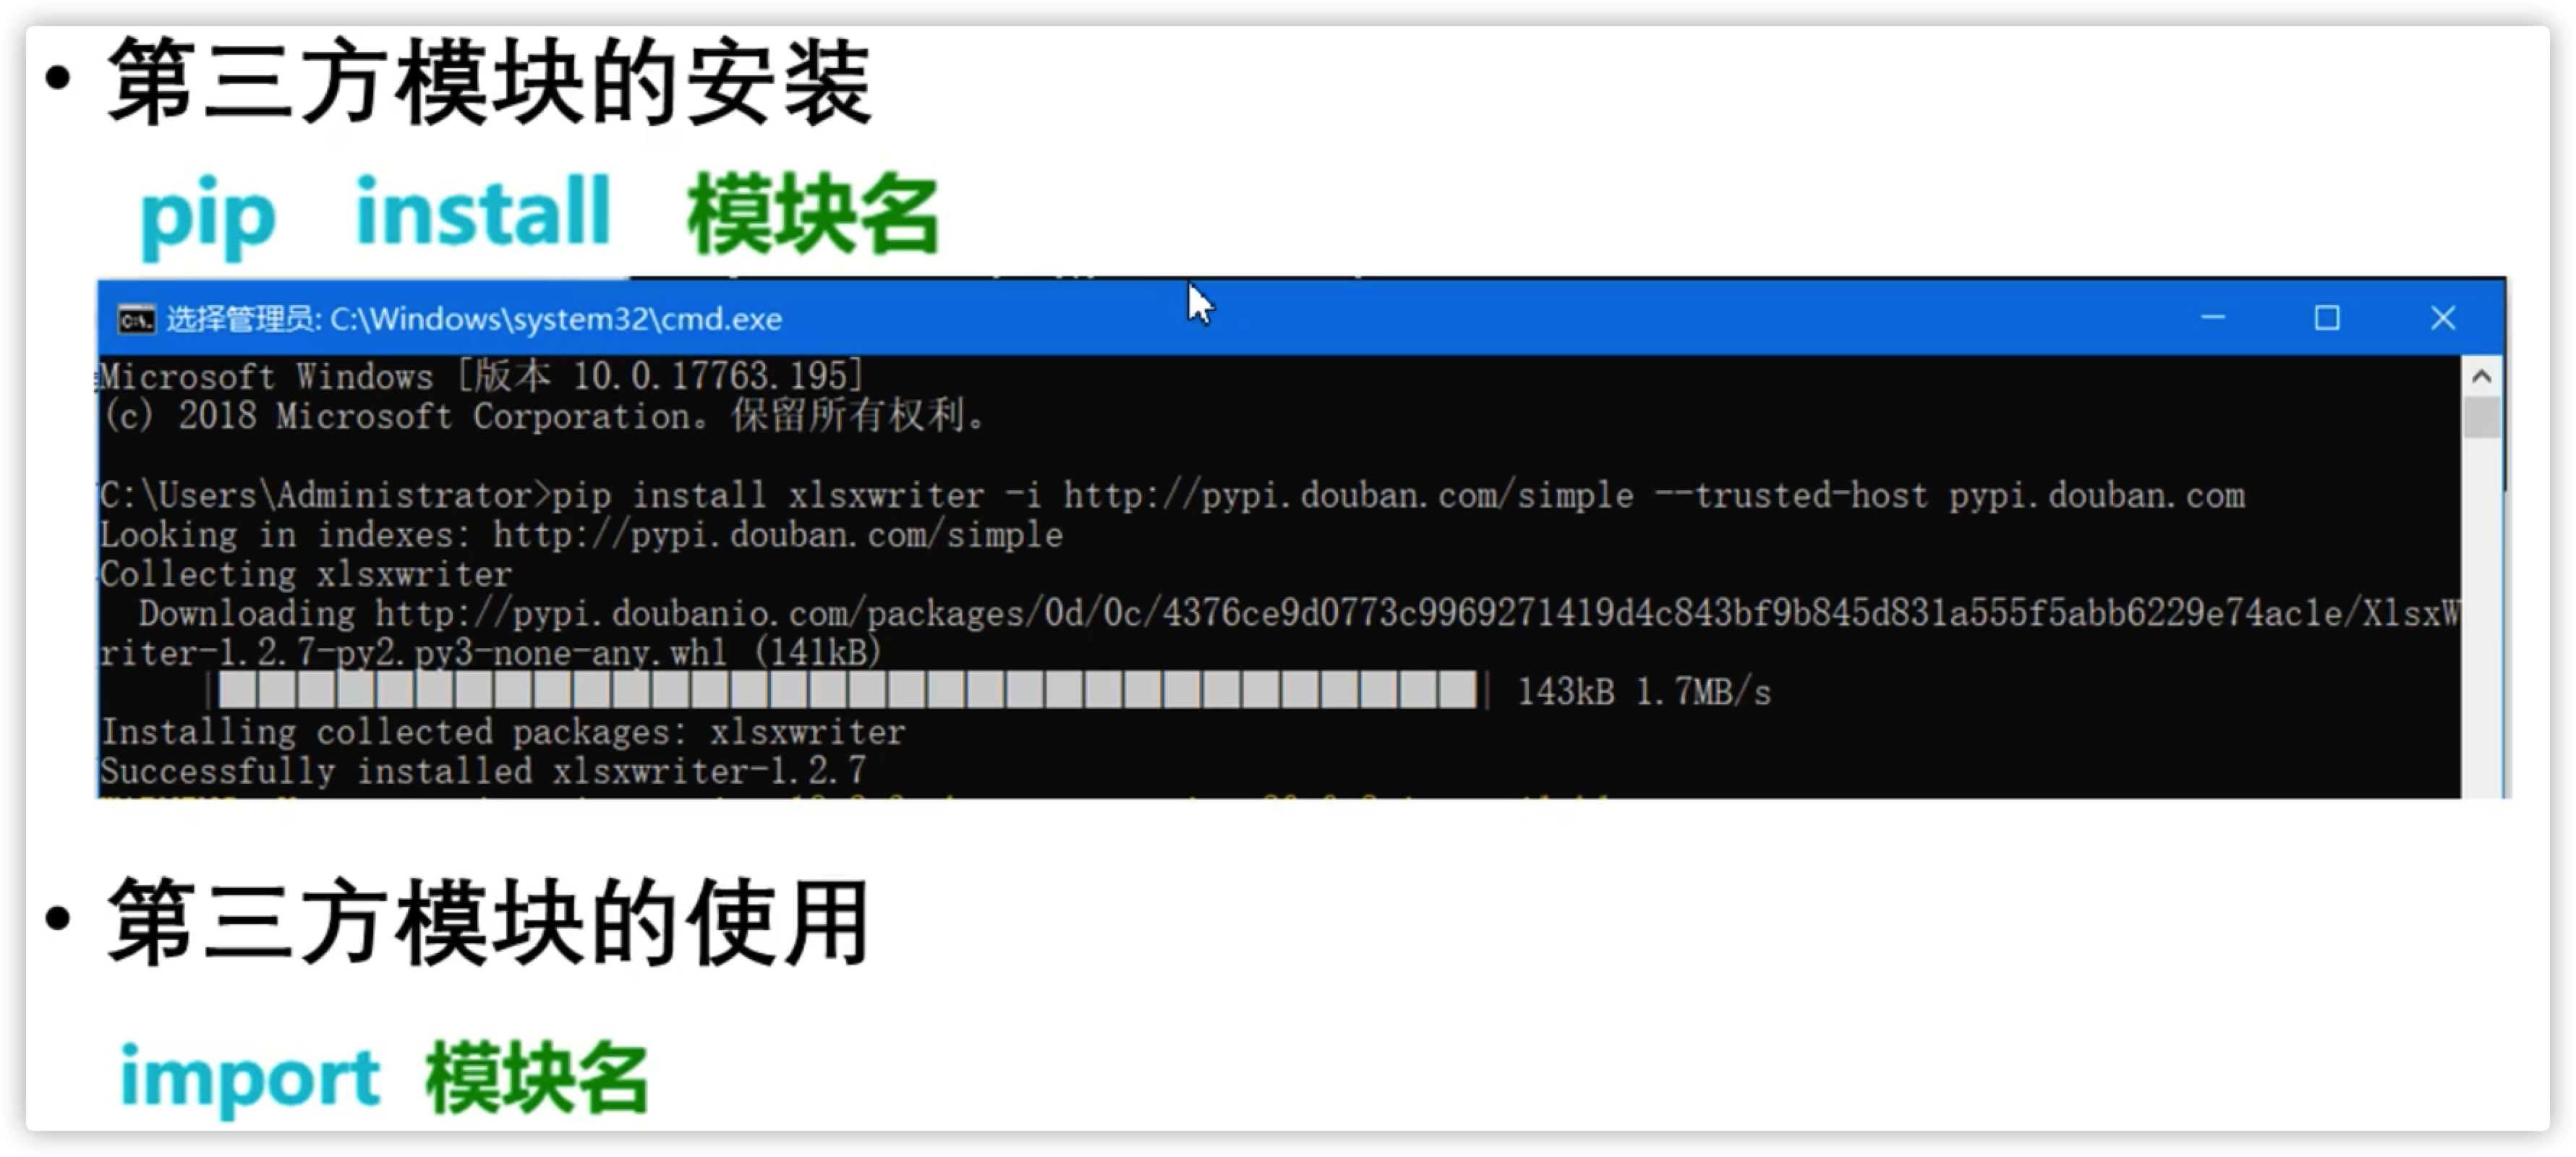 • 第三方模块的安装
pip install 模块名
选择管理员: C:\Windows\system32\cmd.exe
Microsoft Windows [版本 10.0.17763.195]
(c) 2018 Microsoft Corporation。保留所有权利。
C:\Users\Administrator>pip install xlsxwriter -i http://pypi.douban.com/simple --trusted-host pypi.douban.com
Looking in indexes: http://pypi.douban.com/simple
Collecting xlsxwriter
Downloading http://pypi.doubanio.com/packages/0d/0c/4376ce9d0773c9969271419d4c843bf9b845d831a555f5abb6229e74ac1e/XlsxW
riter-1.2.7-py2.py3-none-any.whl (141kB)
143kB 1.7MB/s
Installing collected packages: xlsxwriter
Successfully installed xlsxwriter-1.2.7
• 第三方模块的使用
import 模块名